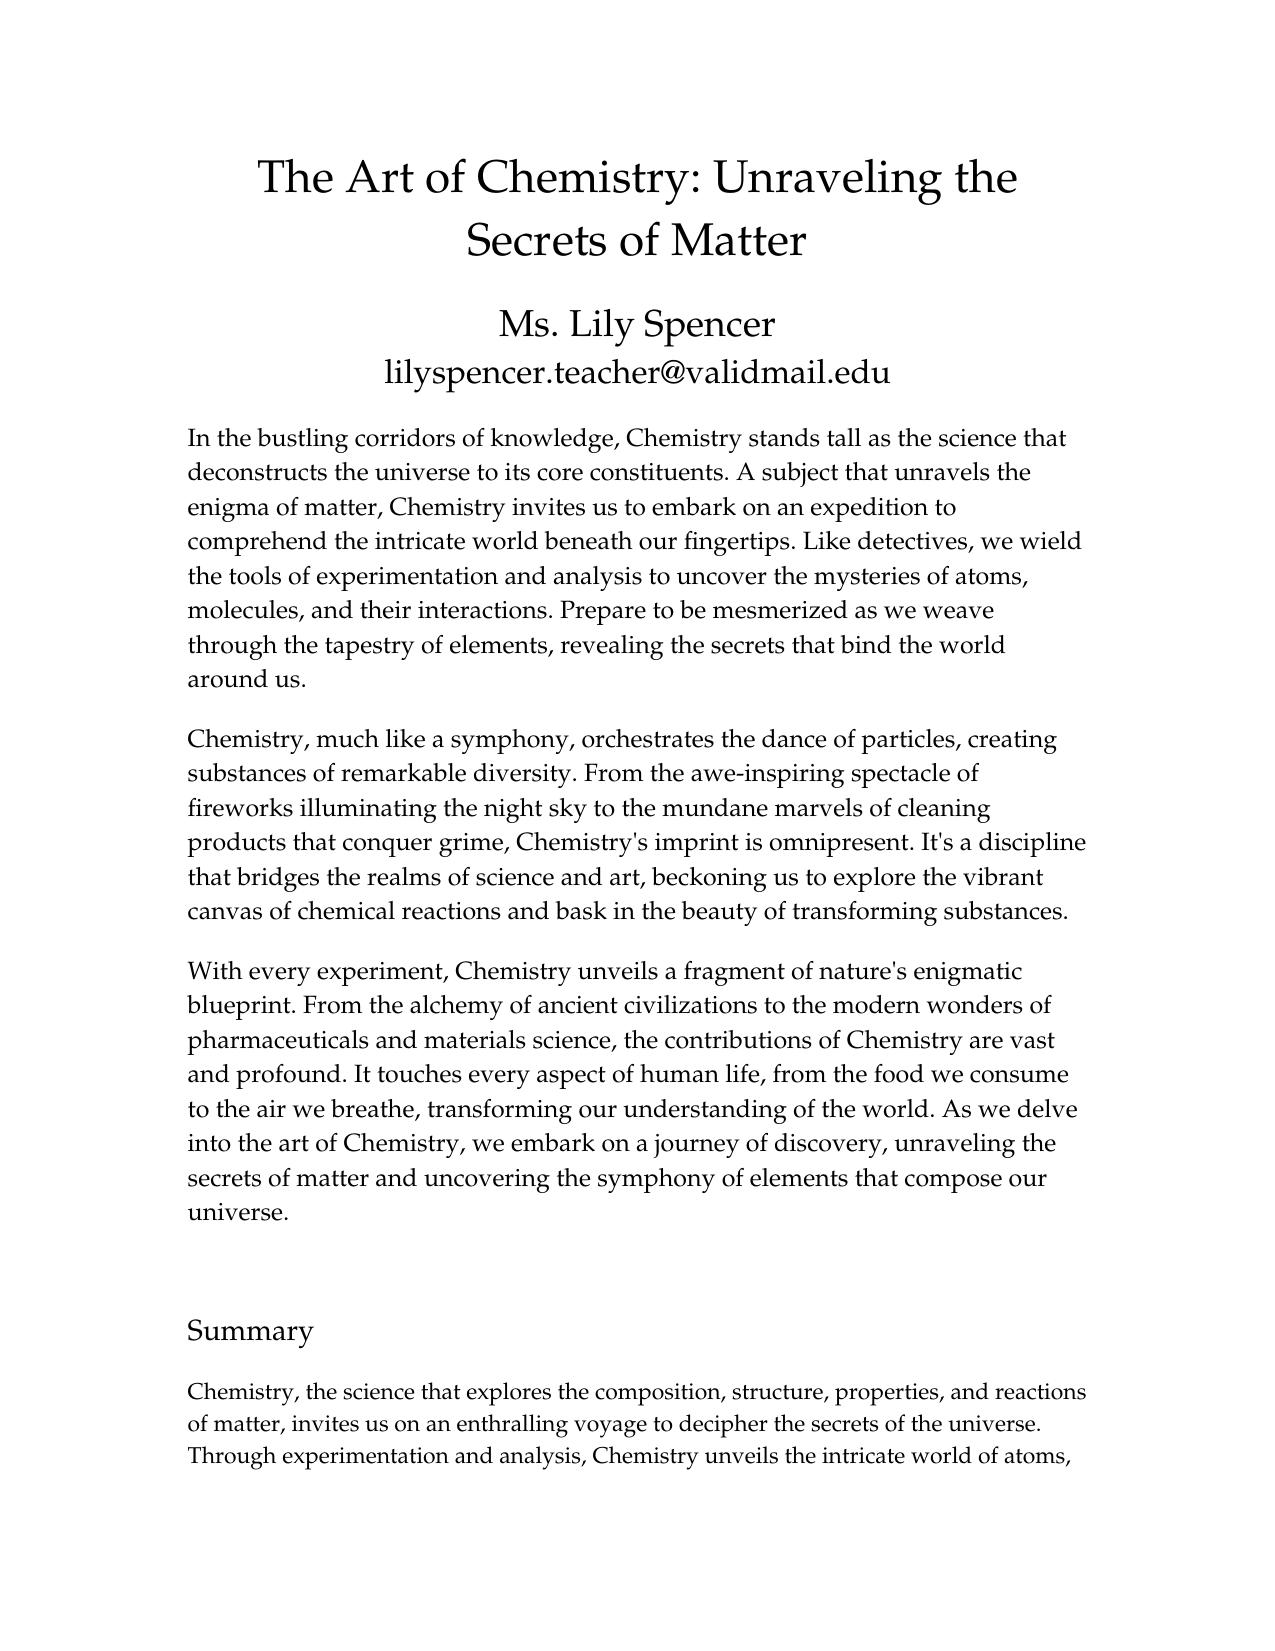 The Art of Chemistry: Unraveling the
Secrets of Matter
Ms. Lily Spencer
lilyspencer.teacher@validmail.edu
In the bustling corridors of knowledge, Chemistry stands tall as the science that
deconstructs the universe to its core constituents. A subject that unravels the
enigma of matter, Chemistry invites us to embark on an expedition to
comprehend the intricate world beneath our fingertips. Like detectives, we wield
the tools of experimentation and analysis to uncover the mysteries of atoms,
molecules, and their interactions. Prepare to be mesmerized as we weave
through the tapestry of elements, revealing the secrets that bind the world
around us.
Chemistry, much like a symphony, orchestrates the dance of particles, creating
substances of remarkable diversity. From the awe-inspiring spectacle of
fireworks illuminating the night sky to the mundane marvels of cleaning
products that conquer grime, Chemistry's imprint is omnipresent. It's a discipline
that bridges the realms of science and art, beckoning us to explore the vibrant
canvas of chemical reactions and bask in the beauty of transforming substances.
With every experiment, Chemistry unveils a fragment of nature's enigmatic
blueprint. From the alchemy of ancient civilizations to the modern wonders of
pharmaceuticals and materials science, the contributions of Chemistry are vast
and profound. It touches every aspect of human life, from the food we consume
to the air we breathe, transforming our understanding of the world. As we delve
into the art of Chemistry, we embark on a journey of discovery, unraveling the
secrets of matter and uncovering the symphony of elements that compose our
universe.
Summary
Chemistry, the science that explores the composition, structure, properties, and reactions
of matter, invites us on an enthralling voyage to decipher the secrets of the universe.
Through experimentation and analysis, Chemistry unveils the intricate world of atoms,